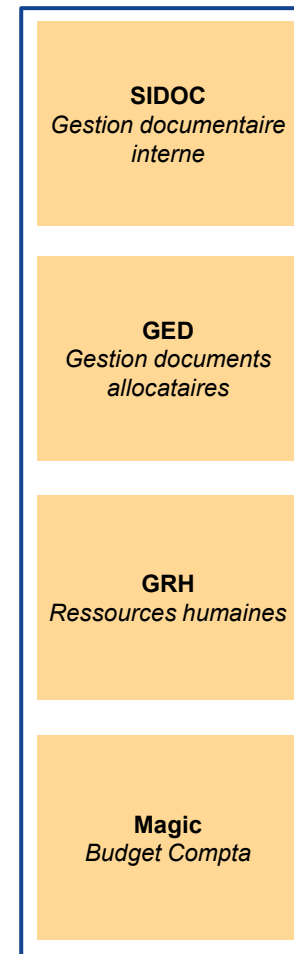 SIDOC
Gestion documentaire
interne
GED
Gestion documents
allocataires
GRH
Ressources humaines
Magic
Budget Compta